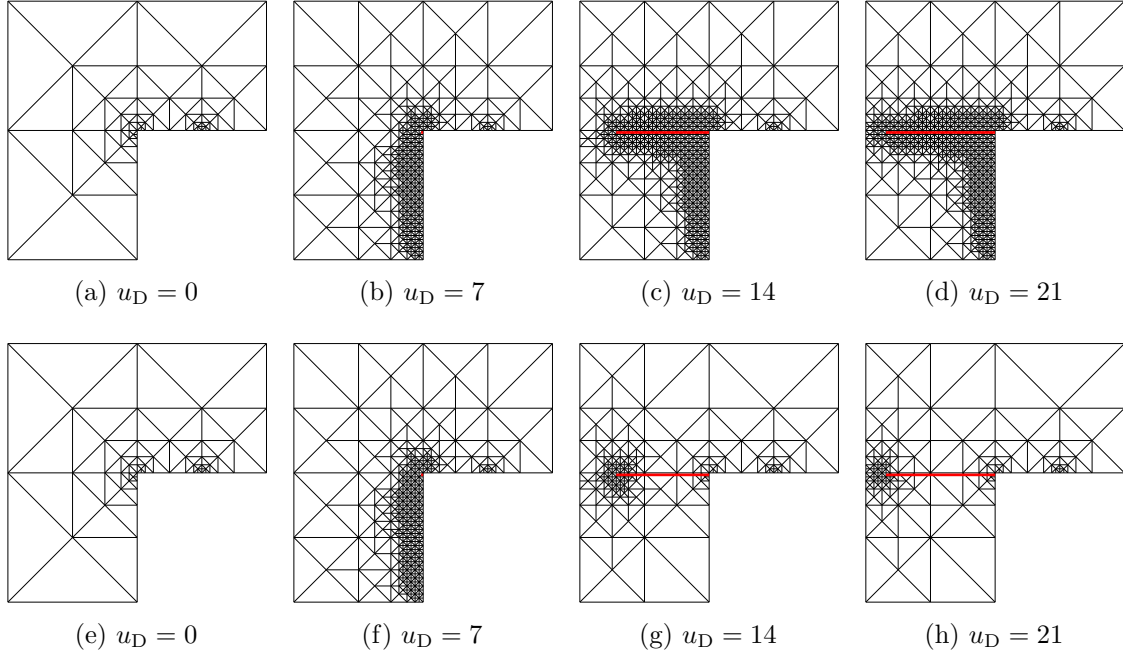 (a) u_D = 0
(b) u_D = 7
(c) u_D = 14
(d) u_D = 21
(e) u_D = 0
(f) u_D = 7
(g) u_D = 14
(h) u_D = 21